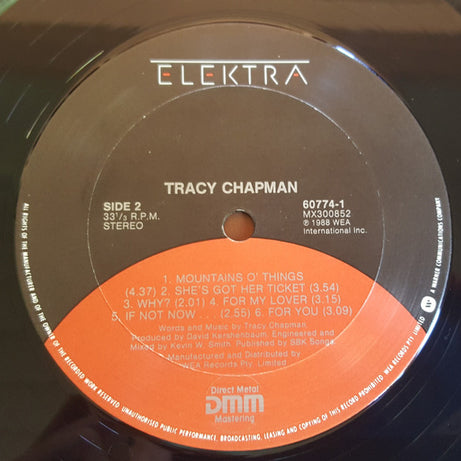 ELEKTRA
TRACY CHAPMAN
SIDE 2
33⅓ R.P.M.
STEREO
60774-1
MX300852
℗ 1988 WEA
International Inc.
1. MOUNTAINS O' THINGS
(4.37) 2. SHE'S GOT HER TICKET (3.54)
3. WHY? (2.01) 4. FOR MY LOVER (3.15)
5. IF NOT NOW . . . (2.55) 6. FOR YOU (3.09)
Words and Music by Tracy Chapman.
Produced by David Kershenbaum. Engineered and
Mixed by Kevin W. Smith. Published by SBK Songs.
Manufactured and Distributed by
WEA Records Pty. Limited.
Direct Metal
DMM
Mastering
ALL RIGHTS OF THE MANUFACTURER AND OF THE OWNER OF THE RECORDED WORK RESERVED. UNAUTHORISED PUBLIC PERFORMANCE, BROADCASTING, LEASING AND COPYING OF THIS RECORD PROHIBITED. WEA RECORDS PTY. LIMITED
A WARNER COMMUNICATIONS COMPANY